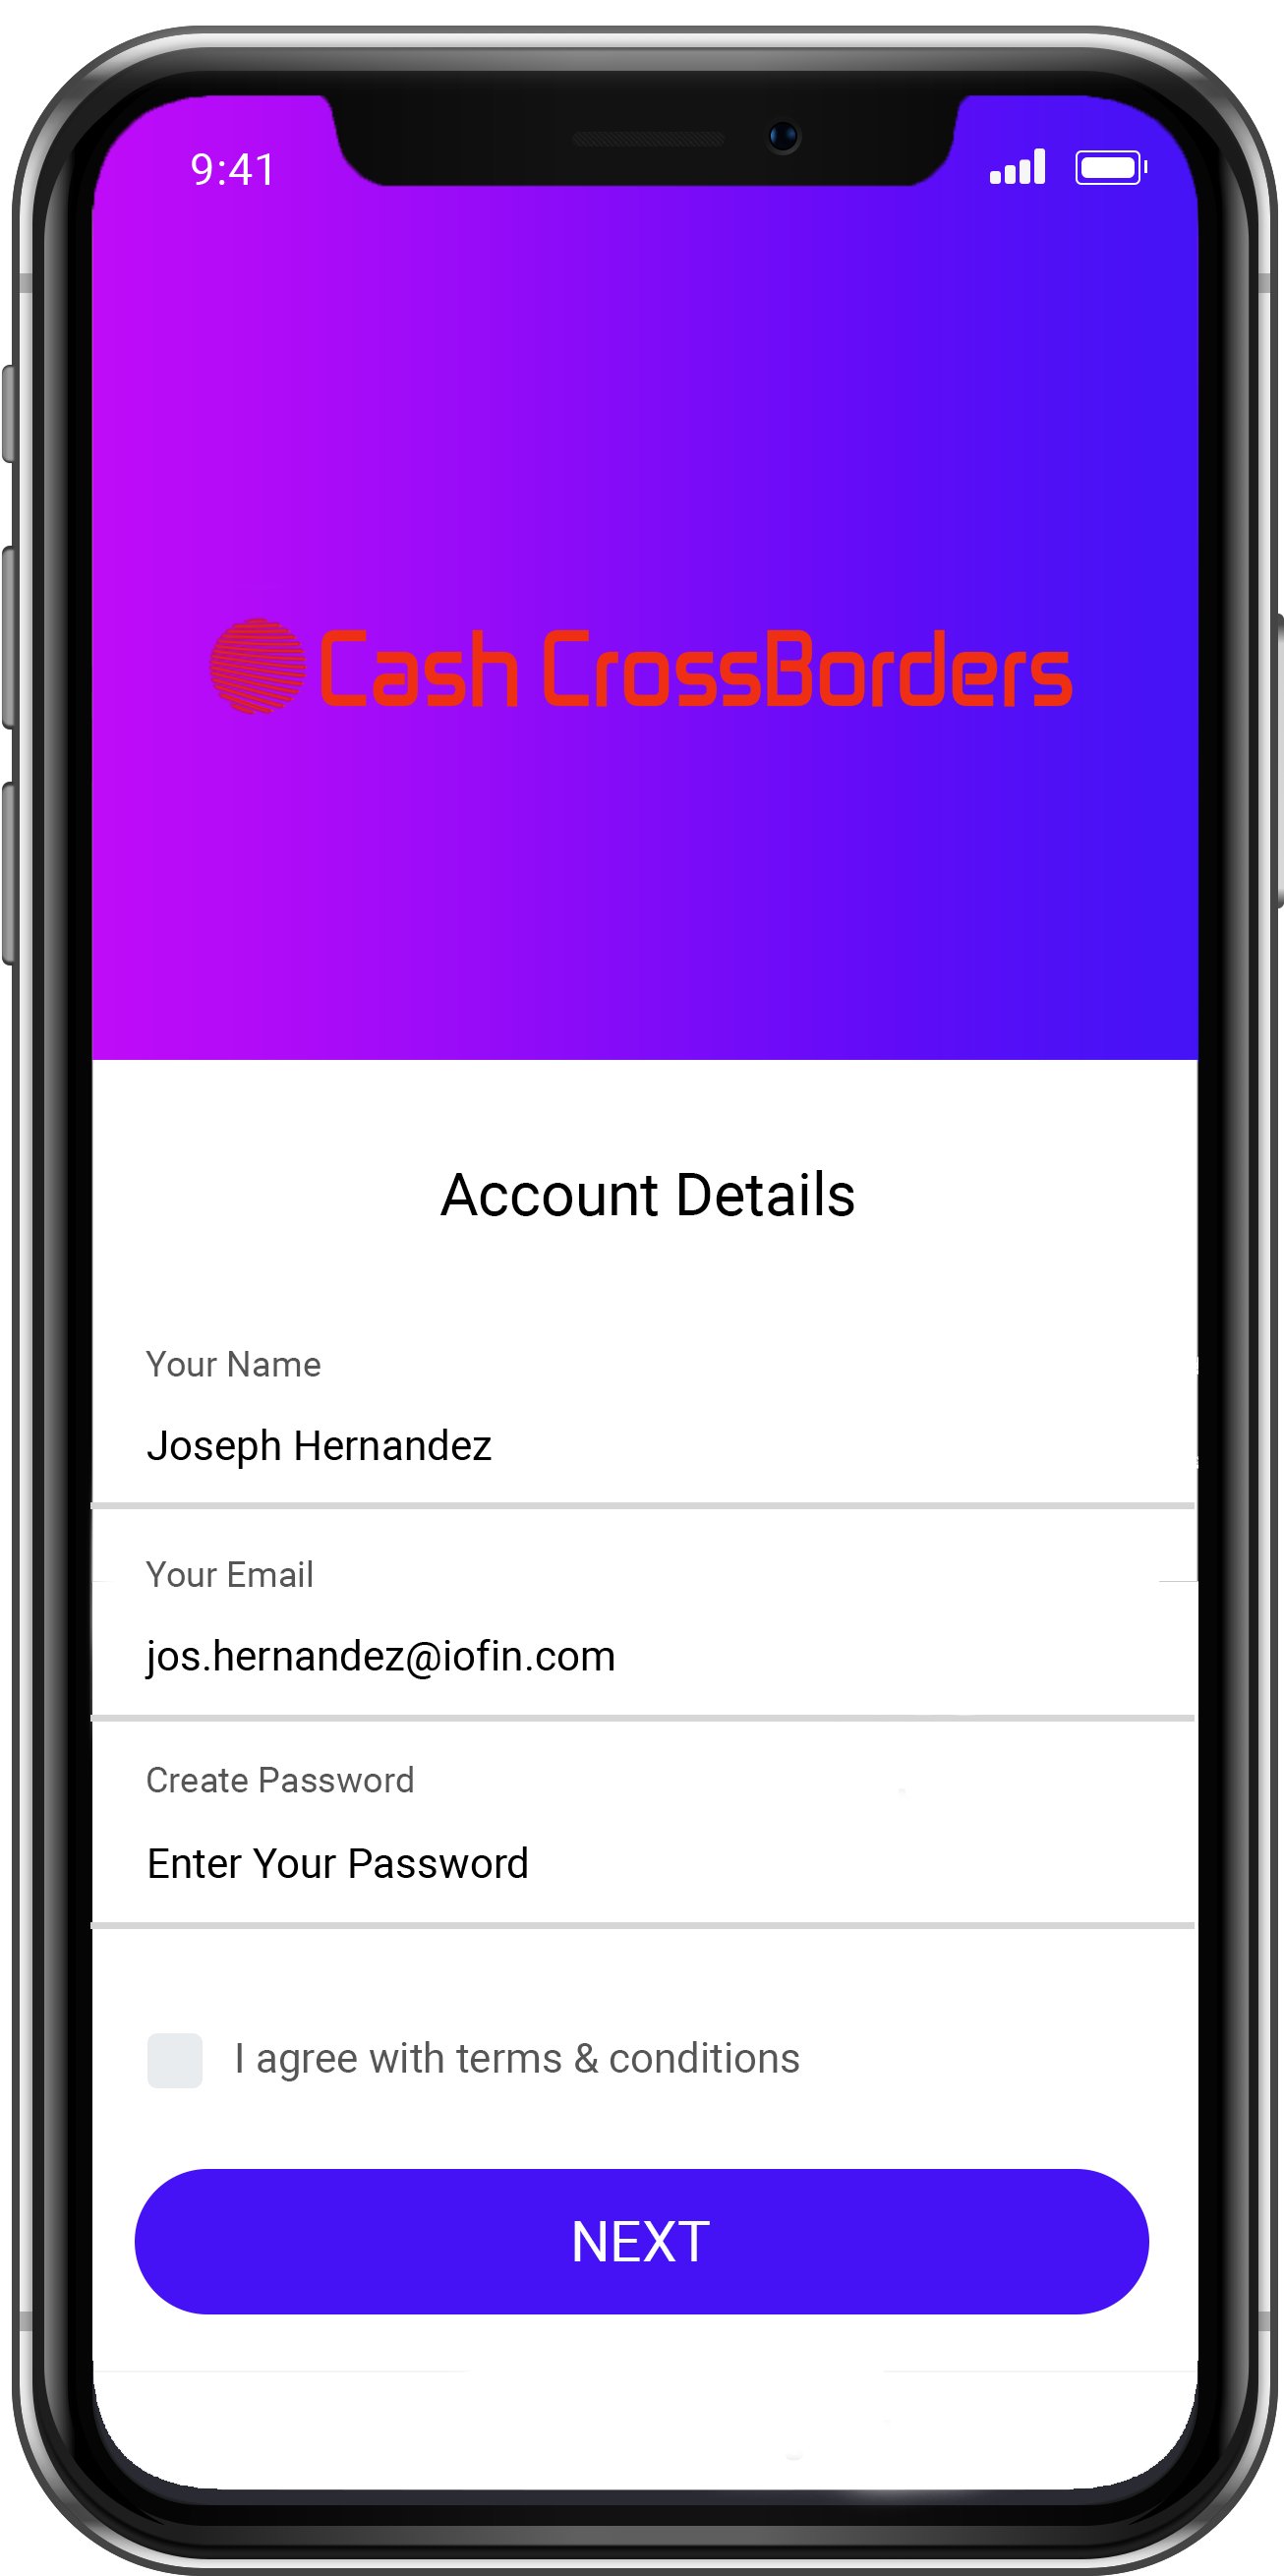 9:41
Cash CrossBorders
Account Details
Your Name
Joseph Hernandez
Your Email
jos.hernandez@iofin.com
Create Password
Enter Your Password
I agree with terms & conditions
NEXT